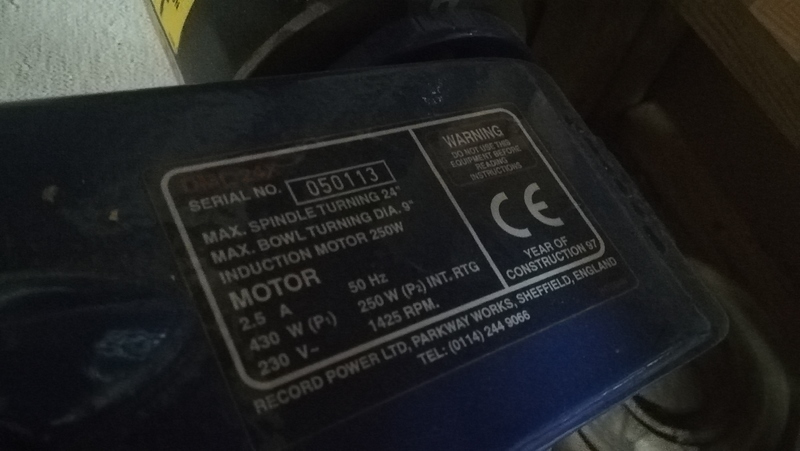 SERIAL NO. 050113
MAX. SPINDLE TURNING 24"
MAX. BOWL TURNING DIA. 9"
INDUCTION MOTOR 250W
MOTOR
2.5 A 50 Hz
430 W (P₁) 250 W (P₂) INT. RTG
230 V~ 1425 RPM.
WARNING
DO NOT USE THIS
EQUIPMENT BEFORE
READING
INSTRUCTIONS
CE
YEAR OF
CONSTRUCTION 97
RECORD POWER LTD, PARKWAY WORKS, SHEFFIELD, ENGLAND
TEL: (0114) 244 9066